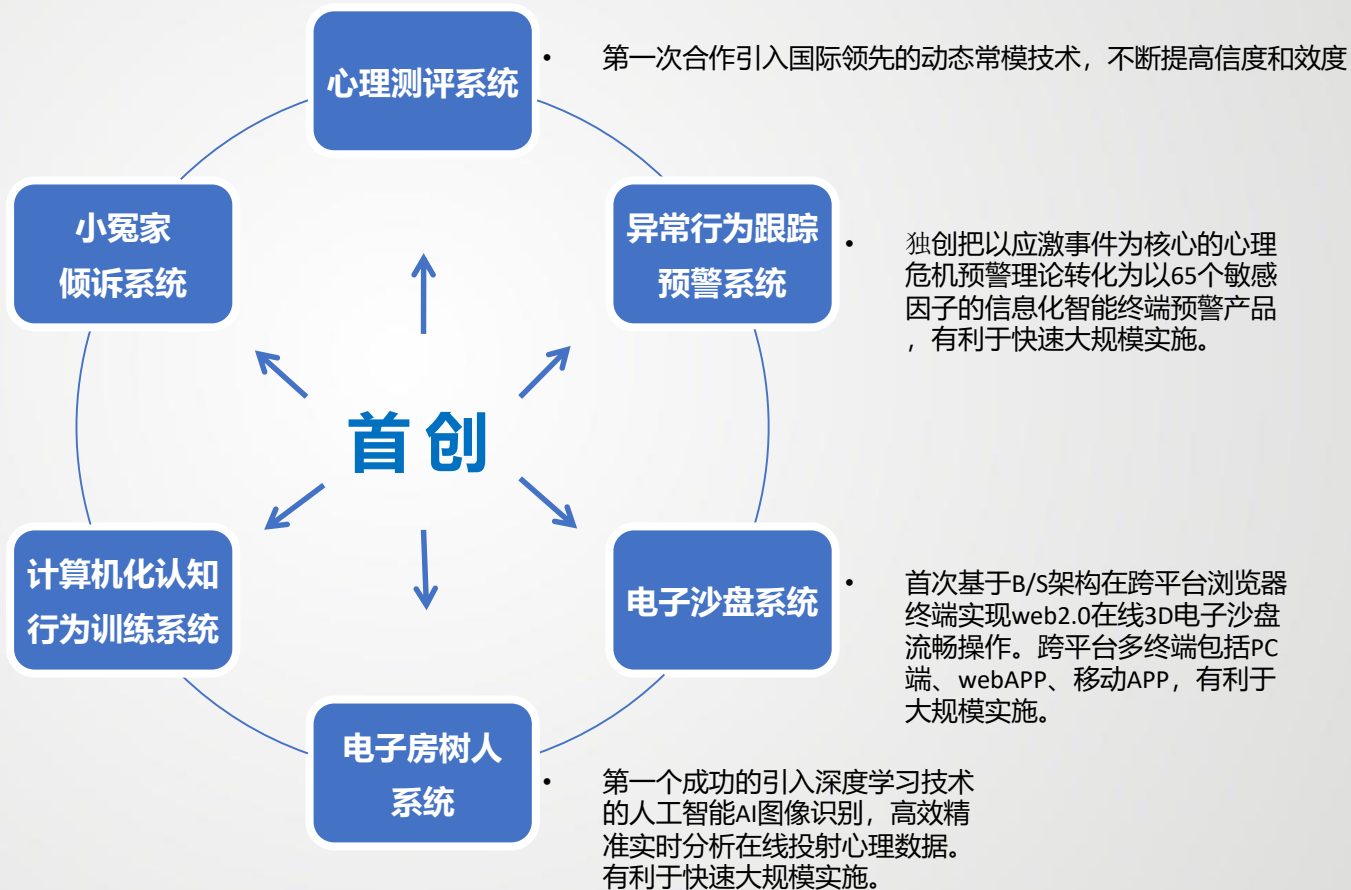 心理测评系统
• 第一次合作引入国际领先的动态常模技术，不断提高信度和效度
小冤家
倾诉系统
异常行为跟踪
预警系统
• 独创把以应激事件为核心的心理
危机预警理论转化为以65个敏感
因子的信息化智能终端预警产品
，有利于快速大规模实施。
首创
计算机化认知
行为训练系统
电子沙盘系统
• 首次基于B/S架构在跨平台浏览器
终端实现web2.0在线3D电子沙盘
流畅操作。跨平台多终端包括PC
端、webAPP、移动APP，有利于
大规模实施。
电子房树人
系统
• 第一个成功的引入深度学习技术
的人工智能AI图像识别，高效精
准实时分析在线投射心理数据。
有利于快速大规模实施。